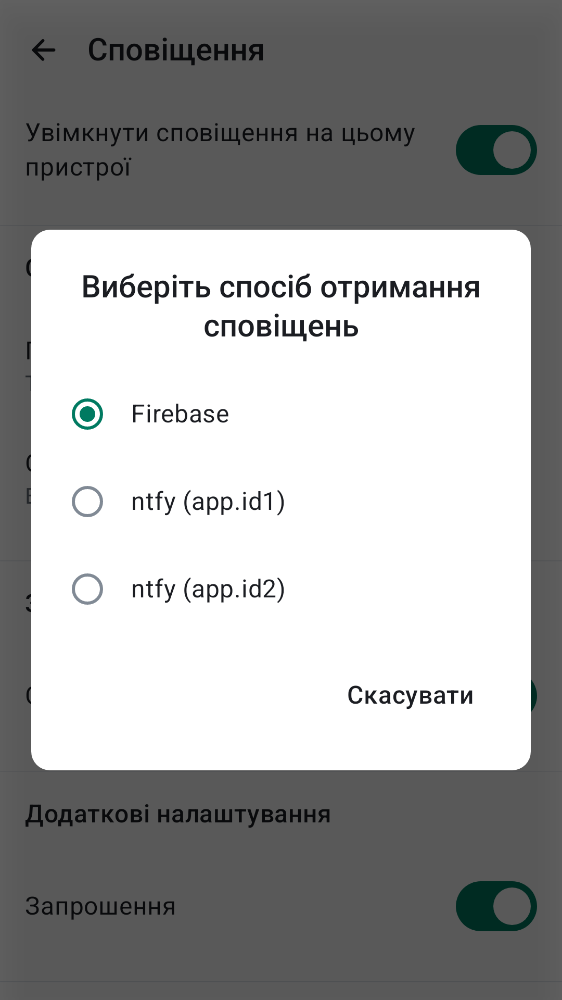 Сповіщення
Увімкнути сповіщення на цьому
пристрої
Виберіть спосіб отримання
сповіщень
Firebase
ntfy (app.id1)
ntfy (app.id2)
Скасувати
Додаткові налаштування
Запрошення